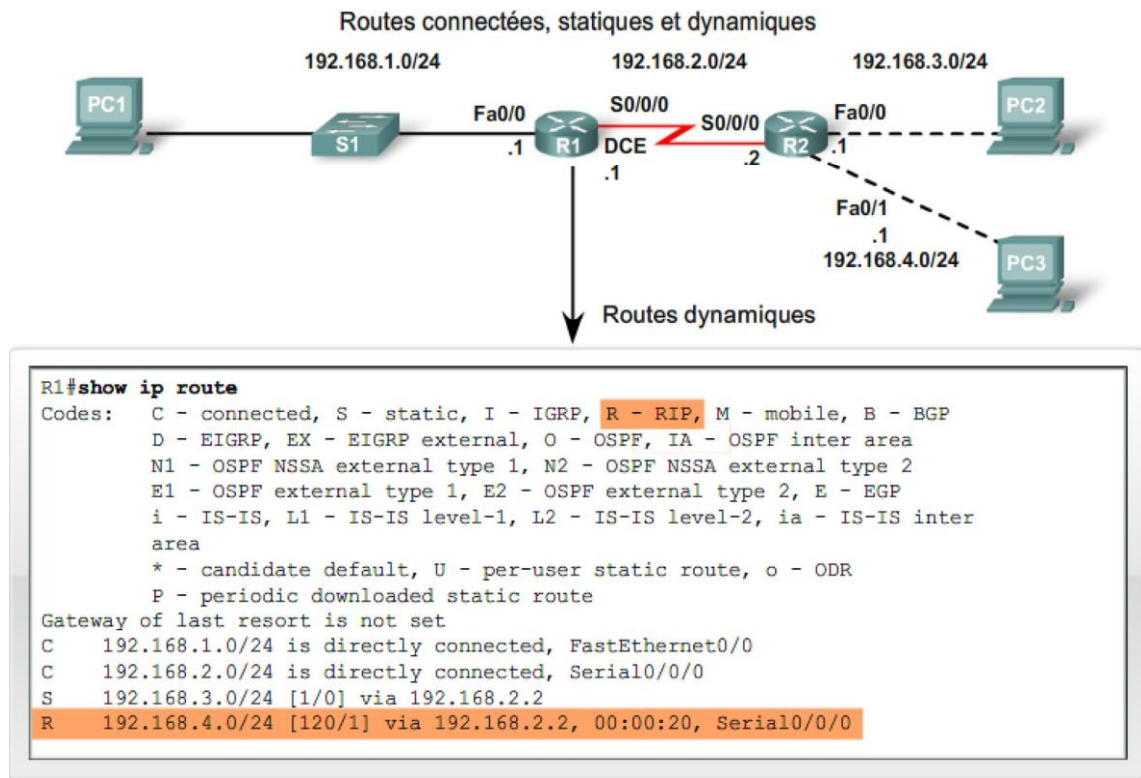 Routes connectées, statiques et dynamiques
192.168.1.0/24
192.168.2.0/24
192.168.3.0/24
PC1
S1
Fa0/0
.1
R1
S0/0/0
DCE
.1
S0/0/0
.2
R2
Fa0/0
.1
PC2
Fa0/1
.1
192.168.4.0/24
PC3
Routes dynamiques
R1#show ip route
Codes: C - connected, S - static, I - IGRP, R - RIP, M - mobile, B - BGP
D - EIGRP, EX - EIGRP external, O - OSPF, IA - OSPF inter area
N1 - OSPF NSSA external type 1, N2 - OSPF NSSA external type 2
E1 - OSPF external type 1, E2 - OSPF external type 2, E - EGP
i - IS-IS, L1 - IS-IS level-1, L2 - IS-IS level-2, ia - IS-IS inter
area
* - candidate default, U - per-user static route, o - ODR
P - periodic downloaded static route
Gateway of last resort is not set
C 192.168.1.0/24 is directly connected, FastEthernet0/0
C 192.168.2.0/24 is directly connected, Serial0/0/0
S 192.168.3.0/24 [1/0] via 192.168.2.2
R 192.168.4.0/24 [120/1] via 192.168.2.2, 00:00:20, Serial0/0/0